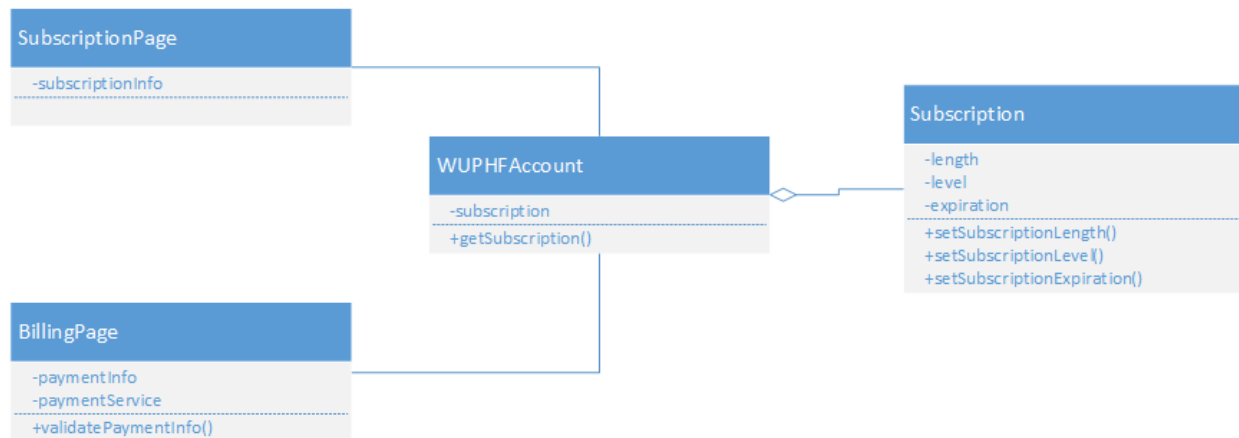 SubscriptionPage
-subscriptionInfo
WUPHFAccount
-subscription
+getSubscription()
Subscription
-length
-level
-expiration
+setSubscriptionLength()
+setSubscriptionLevel()
+setSubscriptionExpiration()
BillingPage
-paymentInfo
-paymentService
+validatePaymentInfo()